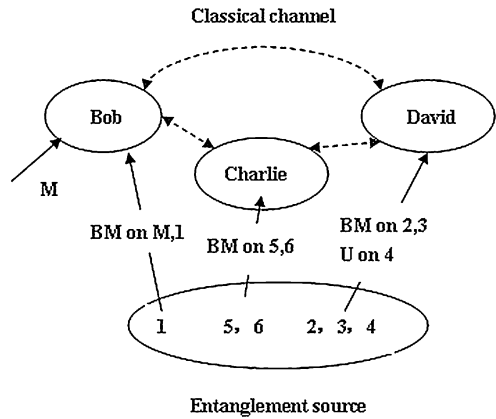 Classical channel
Bob
David
Charlie
M
BM on M,1
BM on 5,6
BM on 2,3
U on 4
1
5, 6
2, 3, 4
Entanglement source